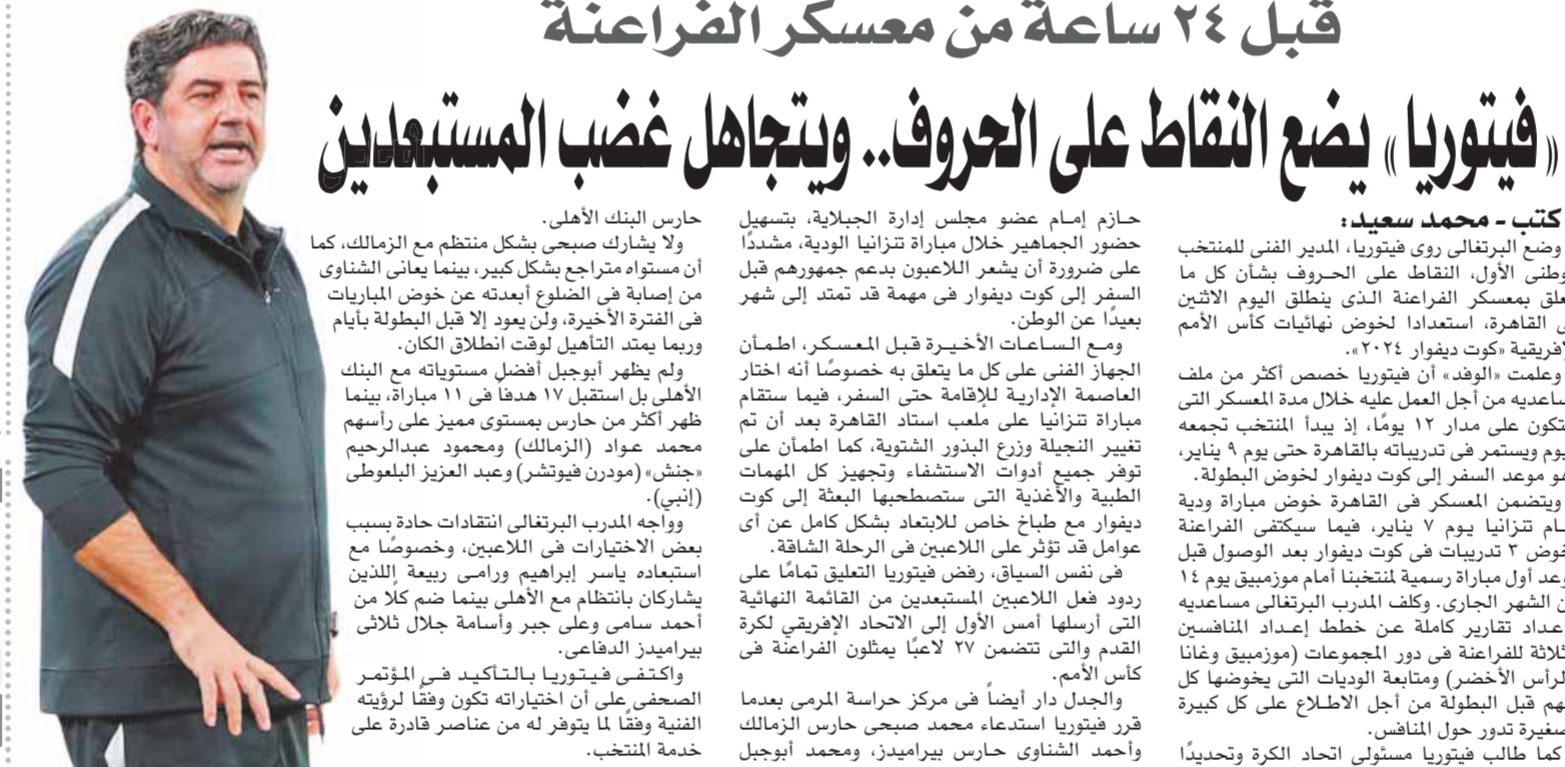 قبل ٢٤ ساعة من معسكر الفراعنة
«فيتوريا» يضع النقاط على الحروف.. ويتجاهل غضب المستبعدين
كتب - محمد سعيد:
وضع البرتغالى روى فيتوريا، المدير الفنى للمنتخب
وطنى الأول، النقاط على الحروف بشأن كل ما
علق بمعسكر الفراعنة الذى ينطلق اليوم الاثنين
ى القاهرة، استعدادا لخوض نهائيات كأس الأمم
فريقية «كوت ديفوار ٢٠٢٤».
وعلمت «الوفد» أن فيتوريا خصص أكثر من ملف
ساعديه من أجل العمل عليه خلال مدة المعسكر التى
تكون على مدار ١٢ يومًا، إذ يبدأ المنتخب تجمعه
يوم ويستمر فى تدريباته بالقاهرة حتى يوم ٩ يناير،
هو موعد السفر إلى كوت ديفوار لخوض البطولة.
ويتضمن المعسكر فى القاهرة خوض مباراة ودية
ـام تنزانيا يوم ٧ يناير، فيما سيكتفى الفراعنة
خوض ٣ تدريبات فى كوت ديفوار بعد الوصول قبل
وعد أول مباراة رسمية لمنتخبنا أمام موزمبيق يوم ١٤
ن الشهر الجارى. وكلف المدرب البرتغالى مساعديه
عداد تقارير كاملة عن خطط إعداد المنافسين
ثلاثة للفراعنة فى دور المجموعات (موزمبيق وغانا
لرأس الأخضر) ومتابعة الوديات التى يخوضها كل
هم قبل البطولة من أجل الاطلاع على كل كبيرة
صغيرة تدور حول المنافس.
كما طالب فيتوريا مسئولى اتحاد الكرة وتحديدًا
حازم إمام عضو مجلس إدارة الجبلاية، بتسهيل
حضور الجماهير خلال مباراة تنزانيا الودية، مشددًا
على ضرورة أن يشعر اللاعبون بدعم جمهورهم قبل
السفر إلى كوت ديفوار فى مهمة قد تمتد إلى شهر
بعيدًا عن الوطن.
ومع الساعات الأخيرة قبل المعسكر، اطمأن
الجهاز الفنى على كل ما يتعلق به خصوصًا أنه اختار
العاصمة الإدارية للإقامة حتى السفر، فيما ستقام
مباراة تنزانيا على ملعب استاد القاهرة بعد أن تم
تغيير النجيلة وزرع البذور الشتوية، كما اطمأن على
توفر جميع أدوات الاستشفاء وتجهيز كل المهمات
الطبية والأغذية التى ستصطحبها البعثة إلى كوت
ديفوار مع طباخ خاص للابتعاد بشكل كامل عن أى
عوامل قد تؤثر على اللاعبين فى الرحلة الشاقة.
فى نفس السياق، رفض فيتوريا التعليق تمامًا على
ردود فعل اللاعبين المستبعدين من القائمة النهائية
التى أرسلها أمس الأول إلى الاتحاد الإفريقي لكرة
القدم والتى تتضمن ٢٧ لاعبًا يمثلون الفراعنة فى
كأس الأمم.
والجدل دار أيضاً فى مركز حراسة المرمى بعدما
قرر فيتوريا استدعاء محمد صبحى حارس الزمالك
وأحمد الشناوى حارس بيراميدز، ومحمد أبوجبل
حارس البنك الأهلى.
ولا يشارك صبحى بشكل منتظم مع الزمالك، كما
أن مستواه متراجع بشكل كبير، بينما يعانى الشناوى
من إصابة فى الضلوع أبعدته عن خوض المباريات
فى الفترة الأخيرة، ولن يعود إلا قبل البطولة بأيام
وربما يمتد التأهيل لوقت انطلاق الكان.
ولم يظهر أبوجبل أفضل مستوياته مع البنك
الأهلى بل استقبل ١٧ هدفاً فى ١١ مباراة، بينما
ظهر أكثر من حارس بمستوى مميز على رأسهم
محمد عواد (الزمالك) ومحمود عبدالرحيم
«جنش» (مودرن فيوتشر) وعبد العزيز البلعوطى
(إنبي).
وواجه المدرب البرتغالى انتقادات حادة بسبب
بعض الاختيارات فى اللاعبين، وخصوصًا مع
استبعاده ياسر إبراهيم ورامى ربيعة اللذين
يشاركان بانتظام مع الأهلى بينما ضم كلًا من
أحمد سامى وعلى جبر وأسامة جلال ثلاثى
بيراميدز الدفاعى.
واكتفى فيتوريا بالتأكيد فى المؤتمر
الصحفى على أن اختياراته تكون وفقًا لرؤيته
الفنية وفقًا لما يتوفر له من عناصر قادرة على
خدمة المنتخب.